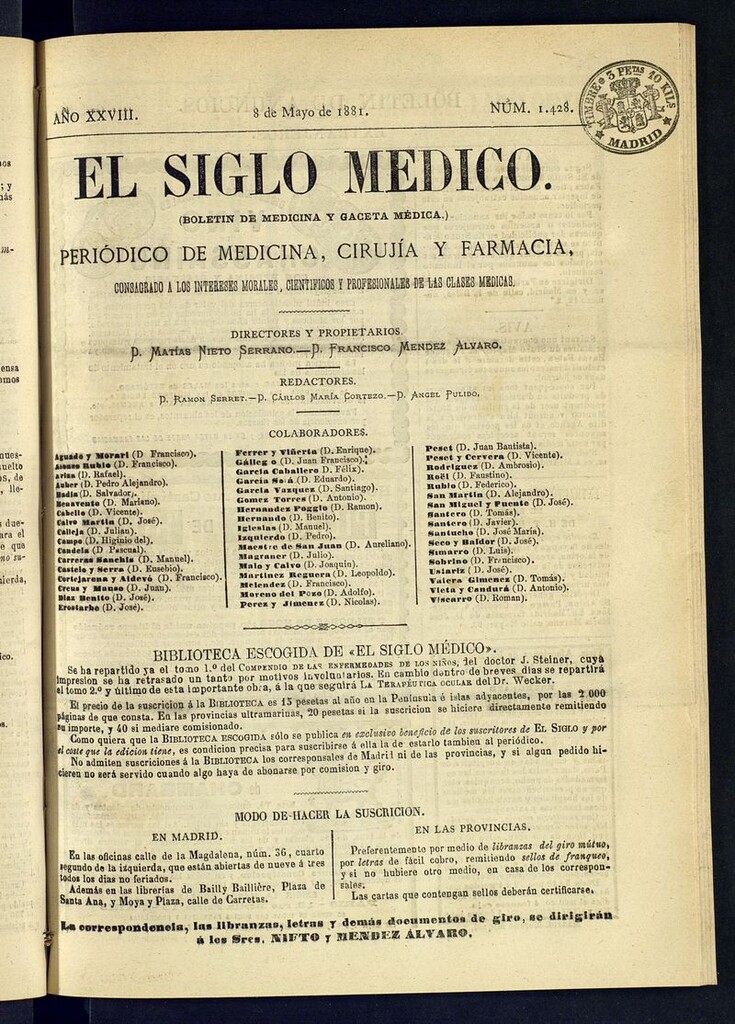 AÑO XXVIII.
8 de Mayo de 1881.
NÚM. 1.428.
TIMBRE 3 PETAS 10 KILS
MADRID
EL SIGLO MEDICO.
(BOLETIN DE MEDICINA Y GACETA MÉDICA.)
PERIÓDICO DE MEDICINA, CIRUJÍA Y FARMACIA,
CONSAGRADO A LOS INTERESES MORALES, CIENTIFICOS Y PROFESIONALES DE LAS CLASES MEDICAS.
DIRECTORES Y PROPIETARIOS.
D. MATÍAS NIETO SERRANO.—D. FRANCISCO MENDEZ ALVARO.
REDACTORES.
D. RAMON SERRET.—D. CÁRLOS MARÍA CORTEZO.—D. ANGEL PULIDO.
COLABORADORES.
Aguado y Morari (D Francisco).
Alonso Rubio (D. Francisco).
Ariza (D. Rafael).
Auber (D. Pedro Alejandro).
Badía (D. Salvador).
Benavente (D. Mariano).
Cabello (D. Vicente).
Calvo Martin (D. José).
Calleja (D. Julian).
Campo (D. Higinio del).
Candela (D Pascual).
Carreras Sanchis (D. Manuel).
Castelo y Serra (D. Eusebio).
Cortejarena y Aldevó (D. Francisco).
Creus y Manso (D. Juan).
Diaz Benito (D. José).
Erostarbe (D. José).
Ferrer y Viñerta (D. Enrique).
Gálleg o (D. Juan Francisco).
García Caballero (D. Félix).
García So á (D. Eduardo).
García Vazquez (D. Santiago).
Gomez Torres (D. Antonio).
Hernandez Poggio (D. Ramon).
Hernando (D. Benito).
Iglesias (D. Manuel).
Izquierdo (D. Pedro).
Maestre de San Juan (D. Aureliano).
Magraner (D. Julio).
Malo y Calvo (D. Joaquin).
Martinez Reguera (D. Leopoldo).
Melendez (D. Francisco).
Moreno del Pozo (D. Adolfo).
Perez y Jimenez (D. Nicolas).
Peset (D. Juan Bautista).
Peset y Cervera (D. Vicente).
Rodriguez (D. Ambrosio).
Roël (D. Faustino).
Rubio (D. Federico).
San Martin (D. Alejandro).
San Miguel y Puente (D. José).
Santero (D. Tomás).
Santero (D. Javier).
Santucho (D. José María).
Seco y Baldor (D. José).
Simarro (D. Luis).
Sobrino (D. Francisco).
Ustariz (D. José).
Valera Gimenez (D. Tomás).
Vieta y Candurá (D. Antonio).
Viscarro (D. Roman).
BIBLIOTECA ESCOGIDA DE «EL SIGLO MÉDICO».
Se ha repartido ya el tomo 1.º del COMPENDIO DE LAS ENFERMEDADES DE LOS NIÑOS, del doctor J. Steiner, cuya
impresion se ha retrasado un tanto por motivos involuntarios. En cambio dentro de breves dias se repartirá
el tomo 2.º y último de esta importante obra, á la que seguirá LA TERAPÉUTICA OCULAR del Dr. Wecker.
El precio de la suscricion á la BIBLIOTECA es 15 pesetas al año en la Península é islas adyacentes, por las 2.000
páginas de que consta. En las provincias ultramarinas, 20 pesetas si la suscricion se hiciere directamente remitiendo
su importe, y 40 si mediare comisionado.
Como quiera que la BIBLIOTECA ESCOGIDA sólo se publica en exclusivo beneficio de los suscritores de EL SIGLO y por
el coste que la edicion tiene, es condicion precisa para suscribirse á ella la de estarlo tambien al periódico.
No admiten suscriciones á la BIBLIOTECA los corresponsales de Madril ni de las provincias, y si algun pedido hi-
cieren no será servido cuando algo haya de abonarse por comision y giro.
MODO DE HACER LA SUSCRICION.
EN MADRID.
En las oficinas calle de la Magdalena, núm. 36, cuarto
segundo de la izquierda, que están abiertas de nueve á tres
todos los dias no feriados.
Además en las librerías de Bailly Baillière, Plaza de
Santa Ana, y Moya y Plaza, calle de Carretas.
EN LAS PROVINCIAS.
Preferentemente por medio de libranzas del giro mútuo,
por letras de fácil cobro, remitiendo sellos de franqueo,
y si no hubiere otro medio, en casa de los correspon-
sales.
Las cartas que contengan sellos deberán certificarse.
La correspondencia, las libranzas, letras y demás documentos de giro, se dirigirán
á los Sres. NIETO y MENDEZ ÁLVARO.